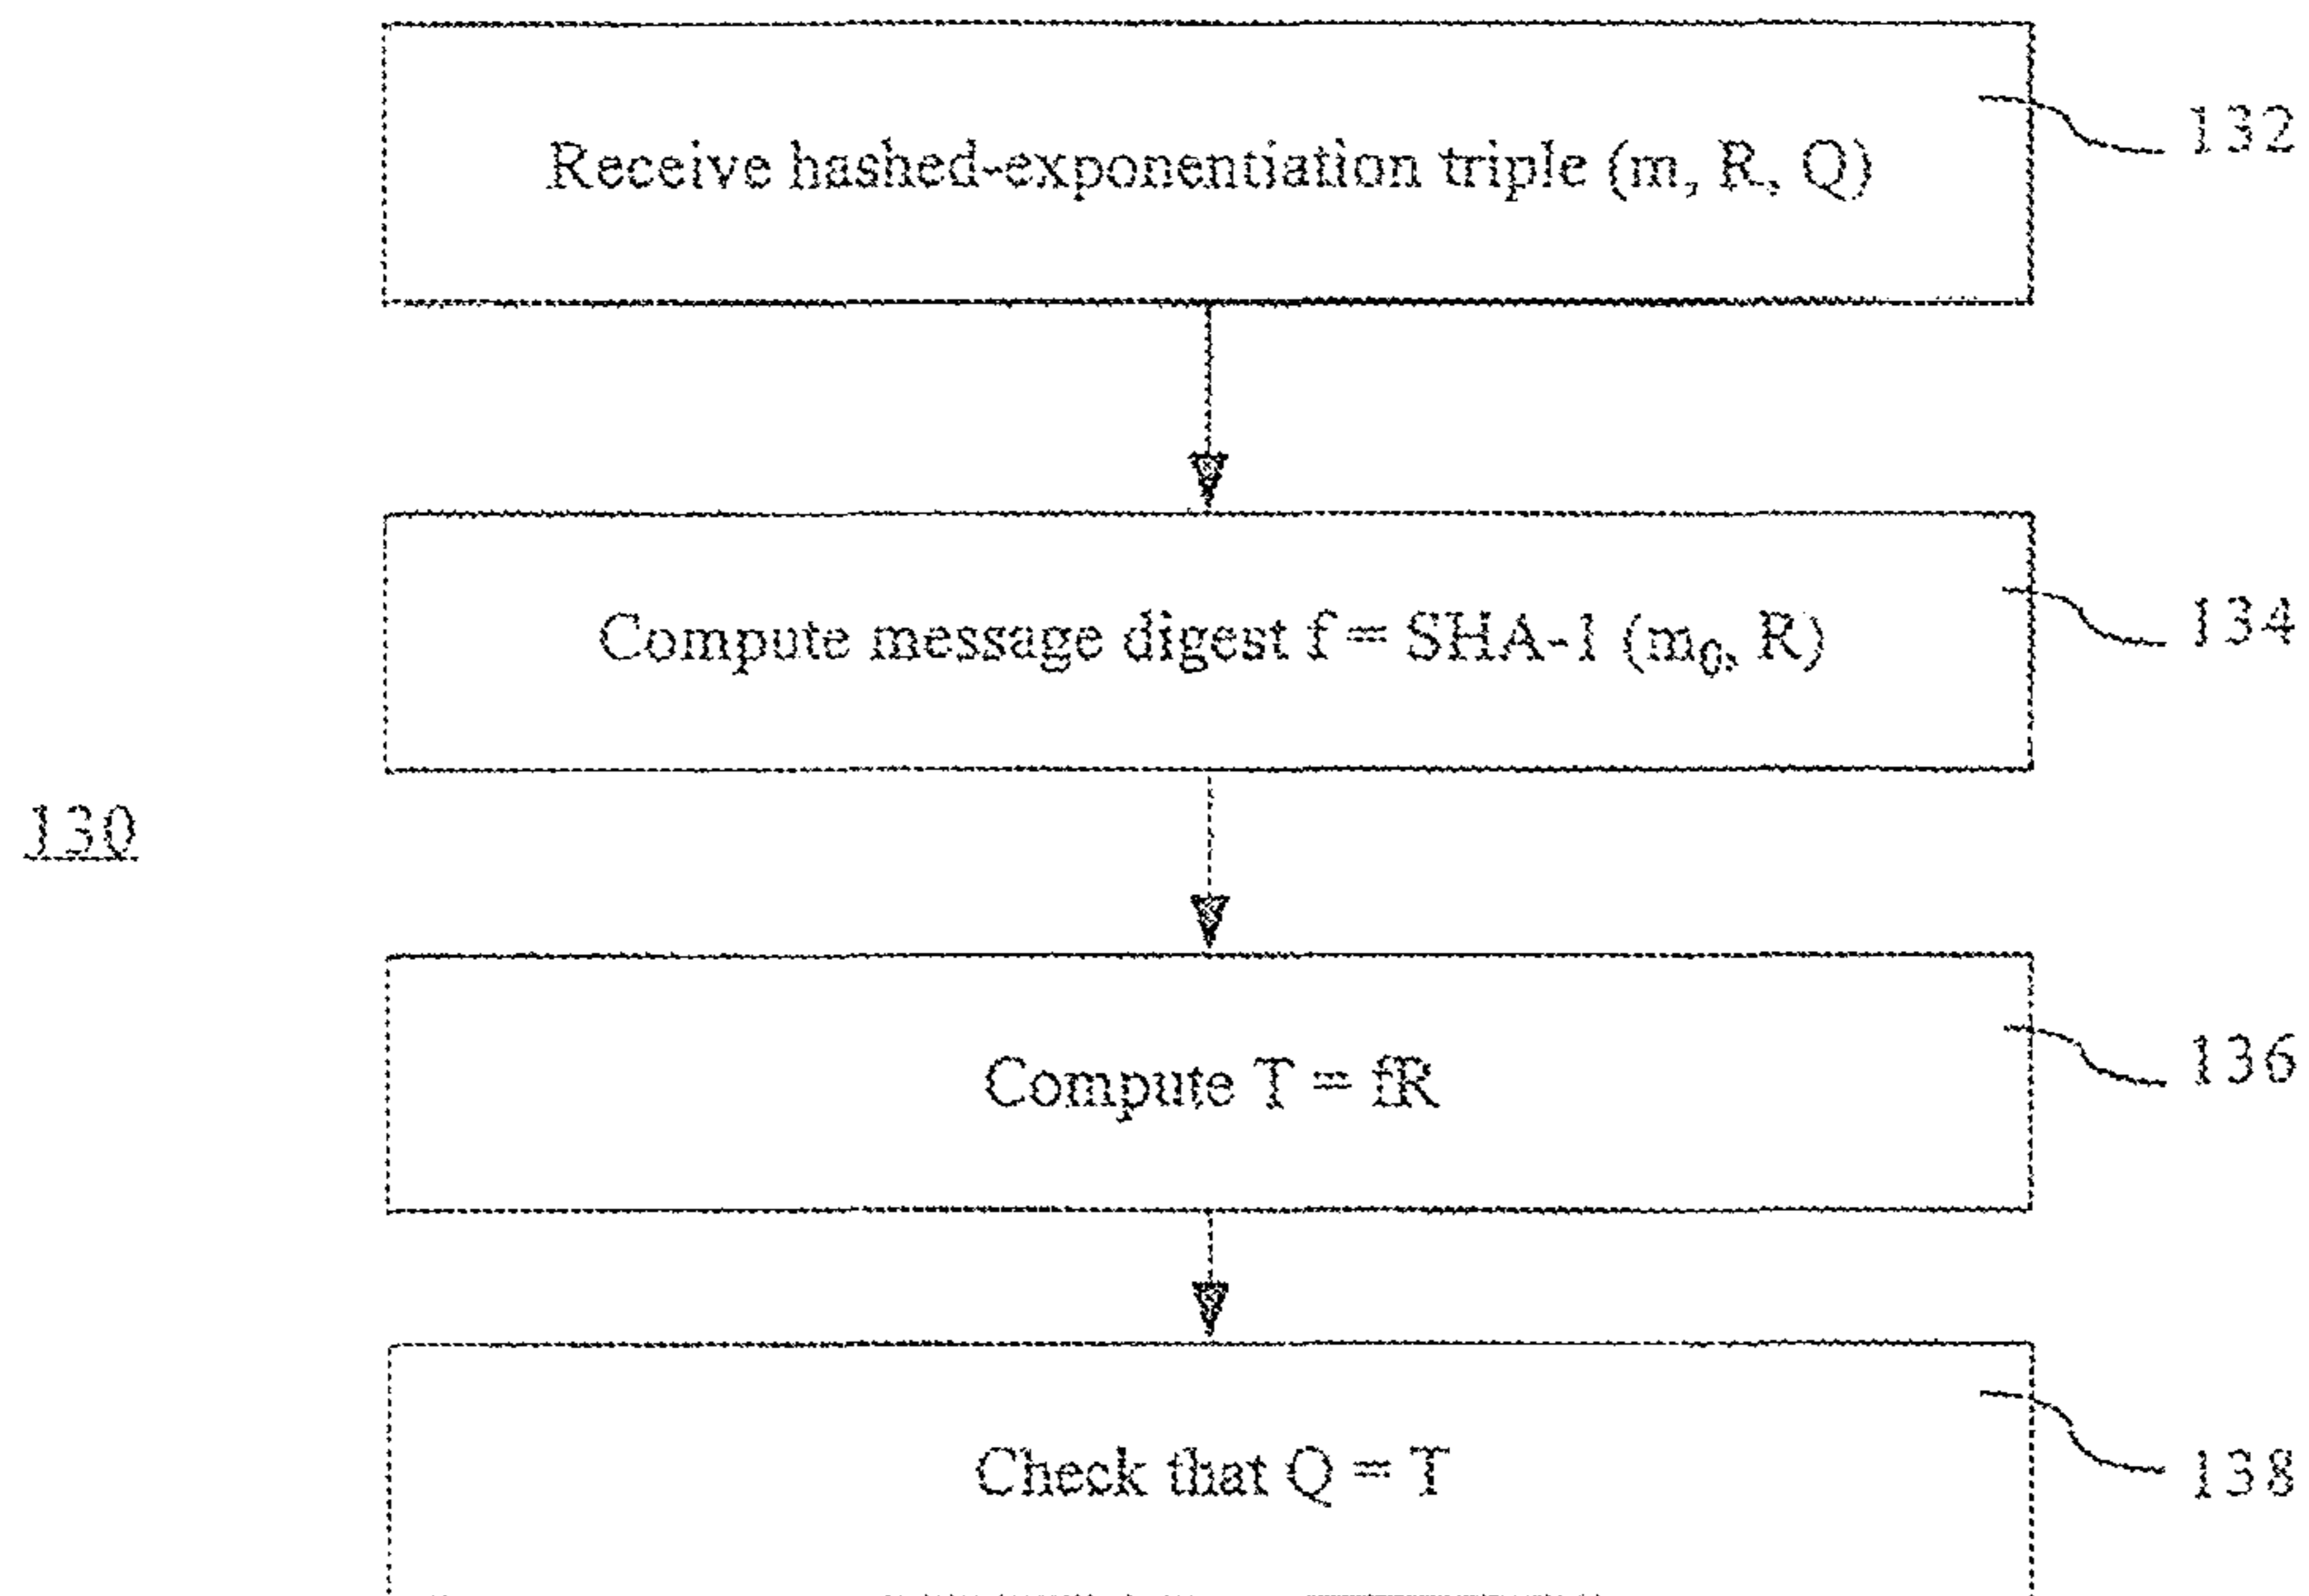 Receive hashed-exponentiation triple (m, R, Q)
132
Compute message digest f = SHA-1 (m₀, R)
134
130
Compute T = fR
136
Check that Q = T
138